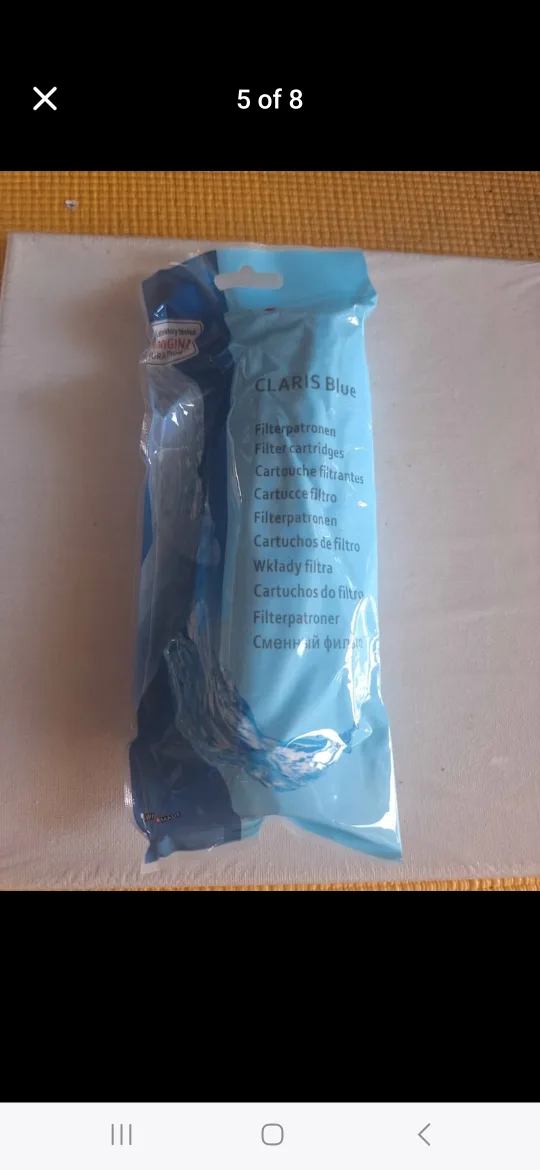 5 of 8
CLARIS Blue
Filterpatronen
Filter cartridges
Cartouche filtrantes
Cartucce filtro
Filterpatronen
Cartuchos de filtro
Wkłady filtra
Cartuchos do filtro
Filterpatroner
Сменный